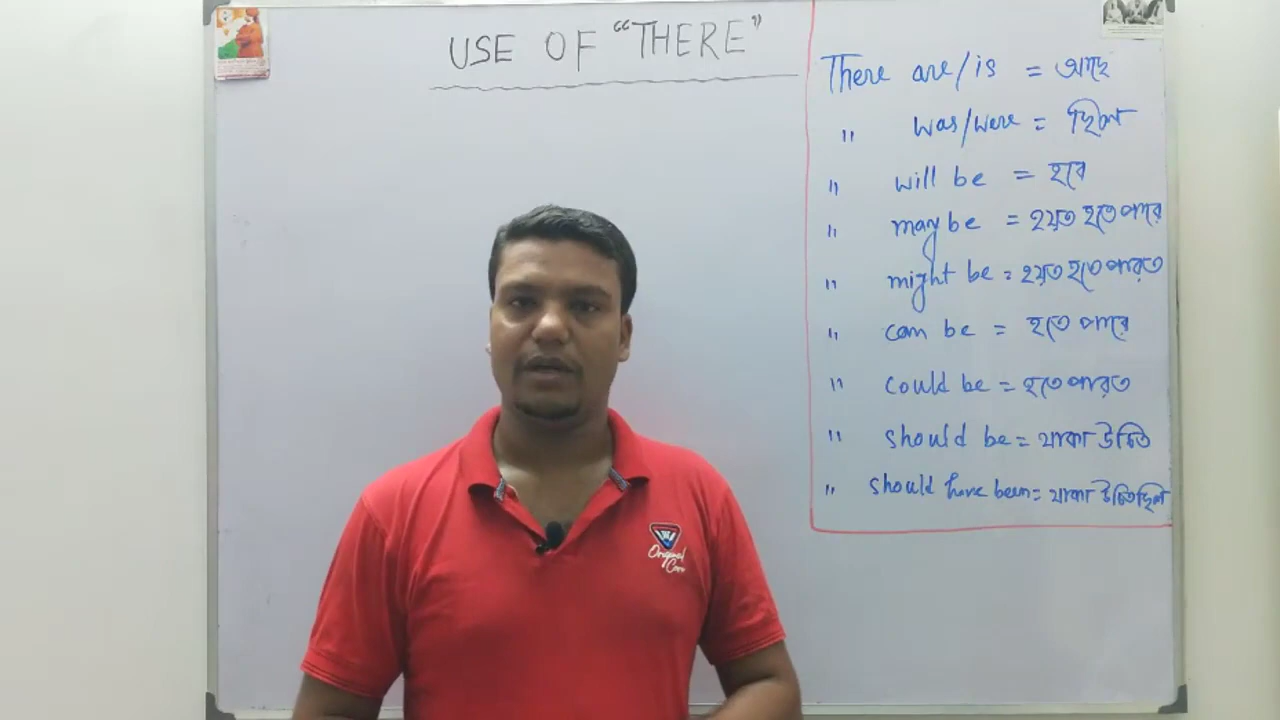 USE OF "THERE"
There are/is = আছে
" was/were = ছিল
" will be = হবে
" may be = হয়ত হতে পারে
" might be = হয়ত হতে পারত
" can be = হতে পারে
" could be = হতে পারত
" should be = থাকা উচিত
" should have been = থাকা উচিত ছিল
Original